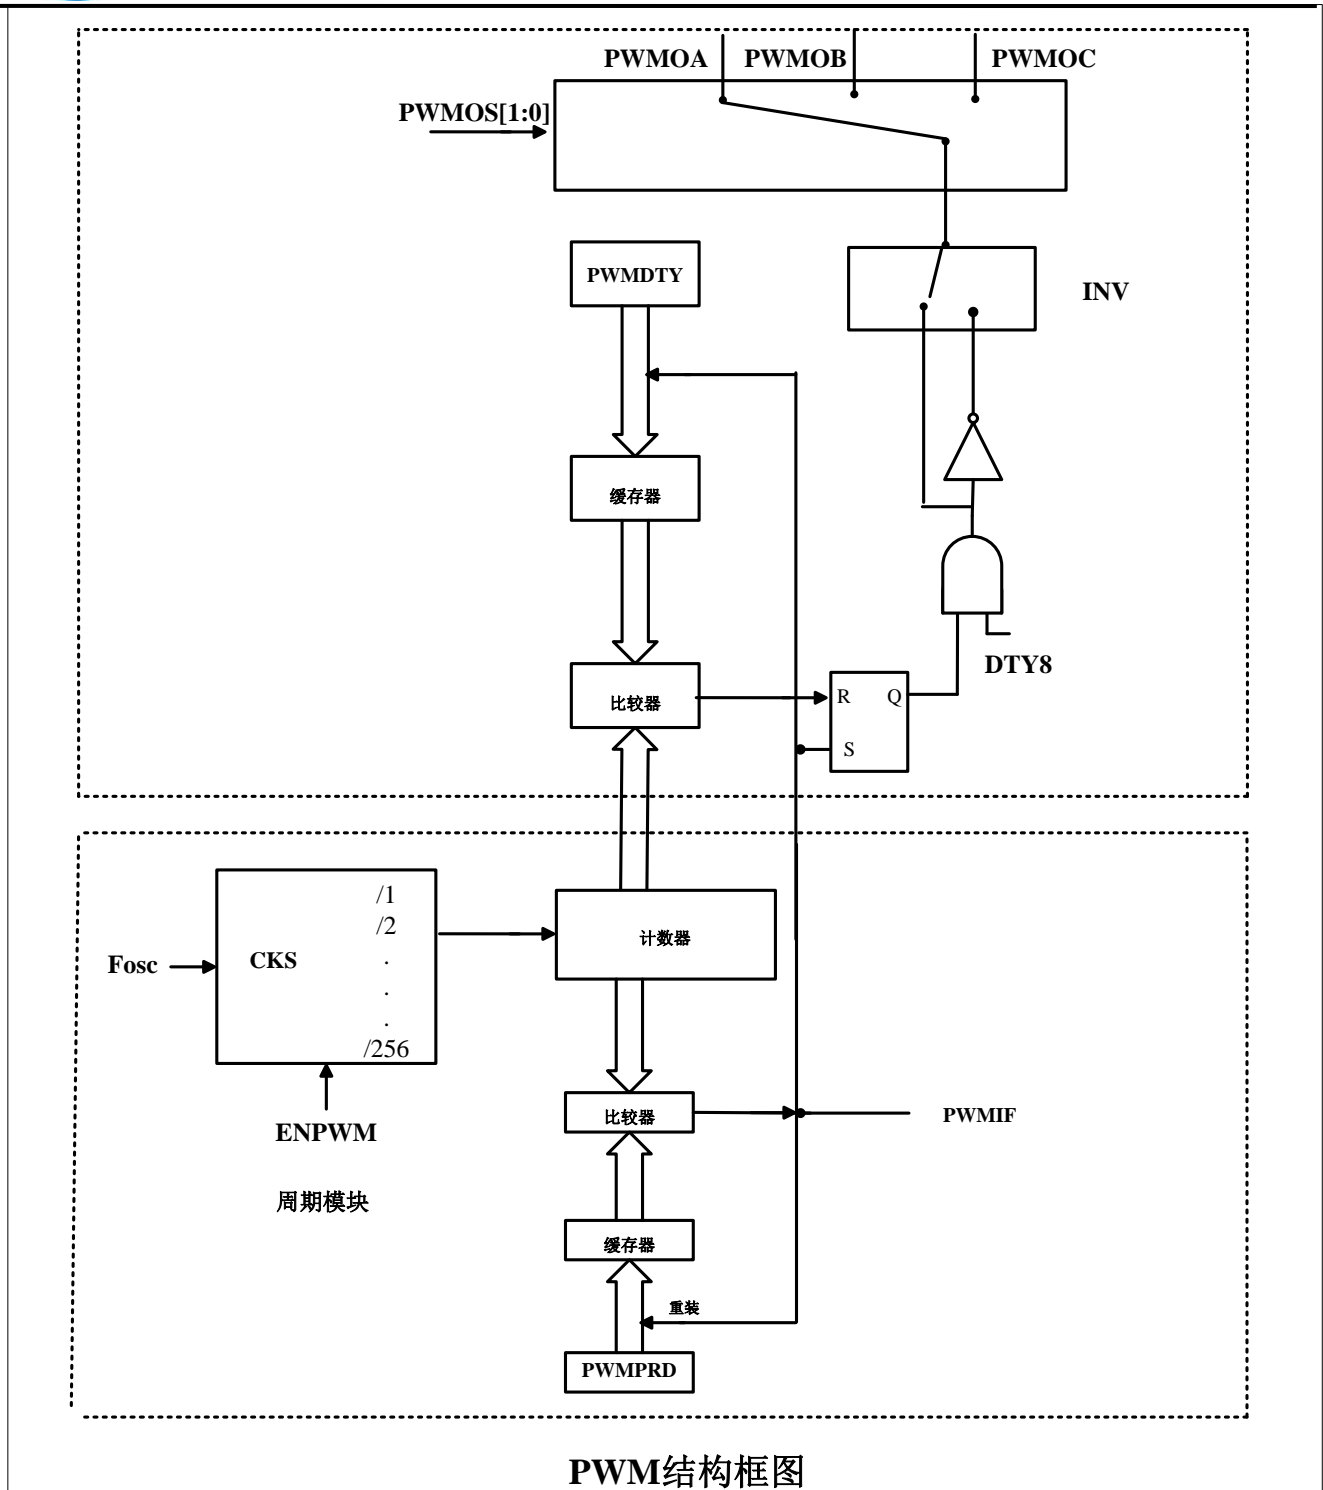 PWMOA
PWMOB
PWMOC
PWMOS[1:0]
PWMDTY
INV
缓存器
DTY8
比较器
R
Q
S
/1
/2
CKS
.
.
.
/256
Fosc
计数器
ENPWM
比较器
PWMIF
周期模块
缓存器
重装
PWMPRD
PWM结构框图